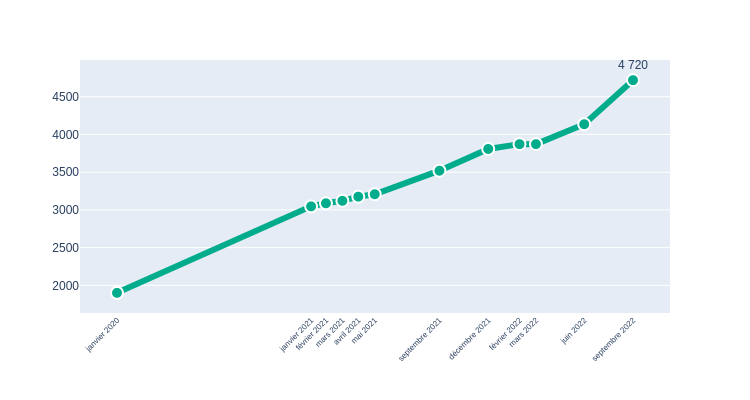 4 720
4500
4000
3500
3000
2500
2000
janvier 2020
janvier 2021
février 2021
mars 2021
avril 2021
mai 2021
septembre 2021
décembre 2021
février 2022
mars 2022
juin 2022
septembre 2022